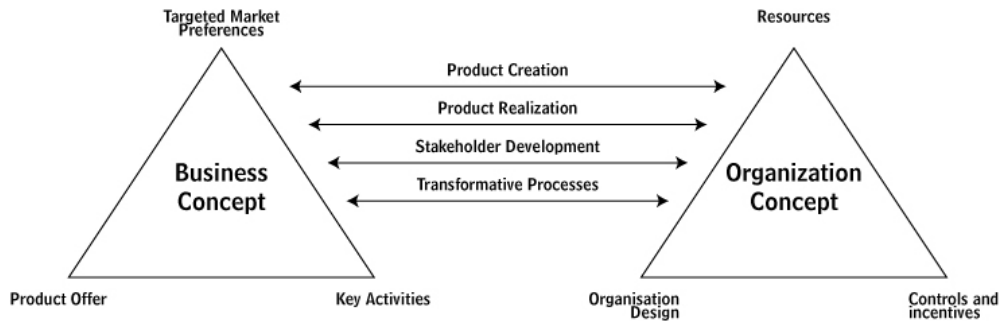 Targeted Market
Preferences
Resources
Product Creation
Product Realization
Stakeholder Development
Transformative Processes
Business
Concept
Organization
Concept
Product Offer
Key Activities
Organisation
Design
Controls and
incentives